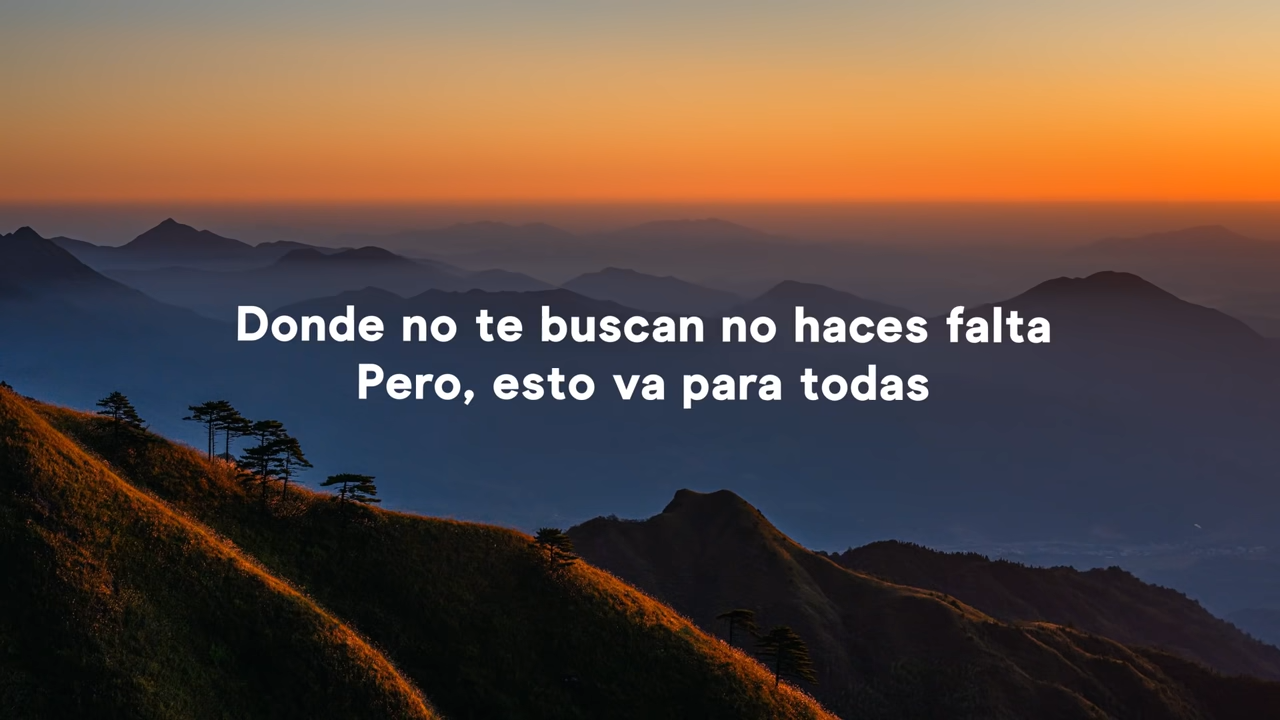 Donde no te buscan no haces falta
Pero, esto va para todas